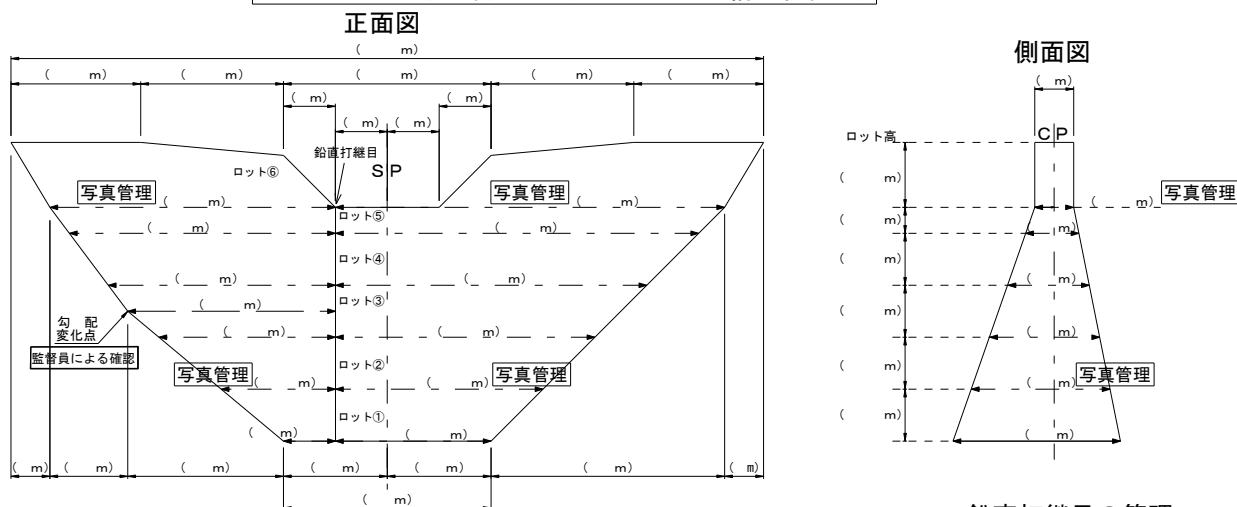 正面図
( m)
( m) ( m) ( m) ( m) ( m)
( m) ( m)
( m) ( m)
鉛直打継目
SP
ロット⑥
写真管理 ( m) ( m) 写真管理
ロット⑤
( m) ( m)
ロット④
( m) ( m)
ロット③
( m)
勾 配
変化点
監督員による確認
( m) ( m)
ロット②
写真管理 ( m) ( m) 写真管理
ロット①
( m)
( m) ( m) ( m) ( m) ( m) ( m) ( m)
( m)
側面図
( m)
ロット高
CP
( m)
( m) 写真管理
( m) m)
( m) ( m)
( m) ( m)
( m) ( m) 写真管理
( m) ( m)